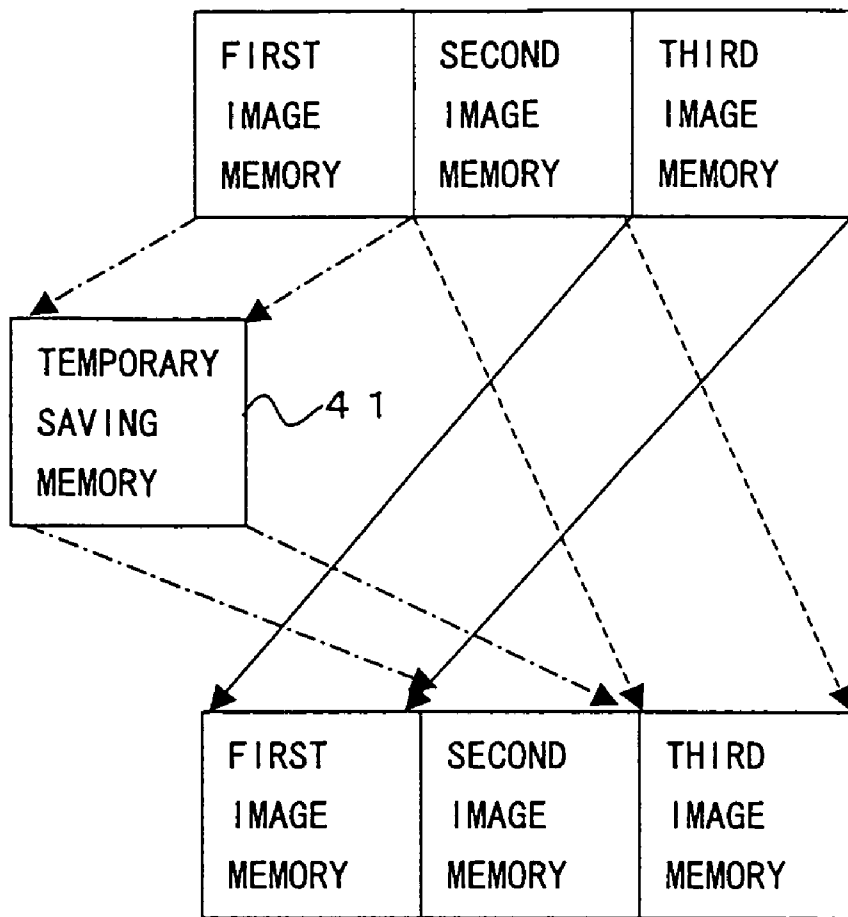 FIRST SECOND THIRD
IMAGE IMAGE IMAGE
MEMORY MEMORY MEMORY
TEMPORARY
SAVING
MEMORY
41
FIRST SECOND THIRD
IMAGE IMAGE IMAGE
MEMORY MEMORY MEMORY